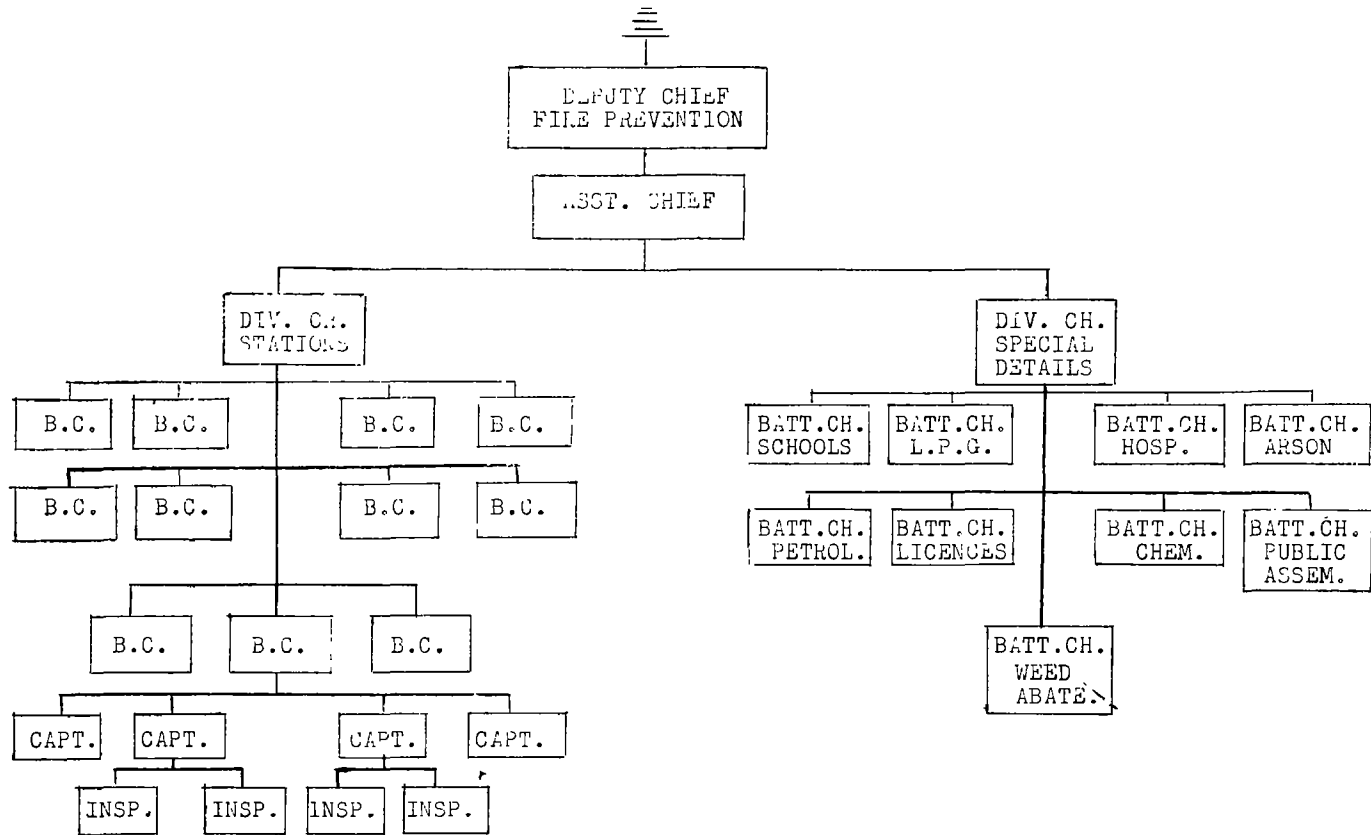 DEPUTY CHIEF
FILE PREVENTION
ASST. CHIEF
DIV. CH.
STATIONS
DIV. CH.
SPECIAL
DETAILS
B.C.
B.C.
B.C.
B.C.
BATT.CH.
SCHOOLS
BATT.CH.
L.P.G.
BATT.CH.
HOSP.
BATT.CH.
ARSON
B.C.
B.C.
B.C.
B.C.
BATT.CH.
PETROL.
BATT.CH.
LICENCES
BATT.CH.
CHEM.
BATT.CH.
PUBLIC
ASSEM.
B.C.
B.C.
B.C.
BATT.CH.
WEED
ABATE.
CAPT.
CAPT.
CAPT.
CAPT.
INSP.
INSP.
INSP.
INSP.